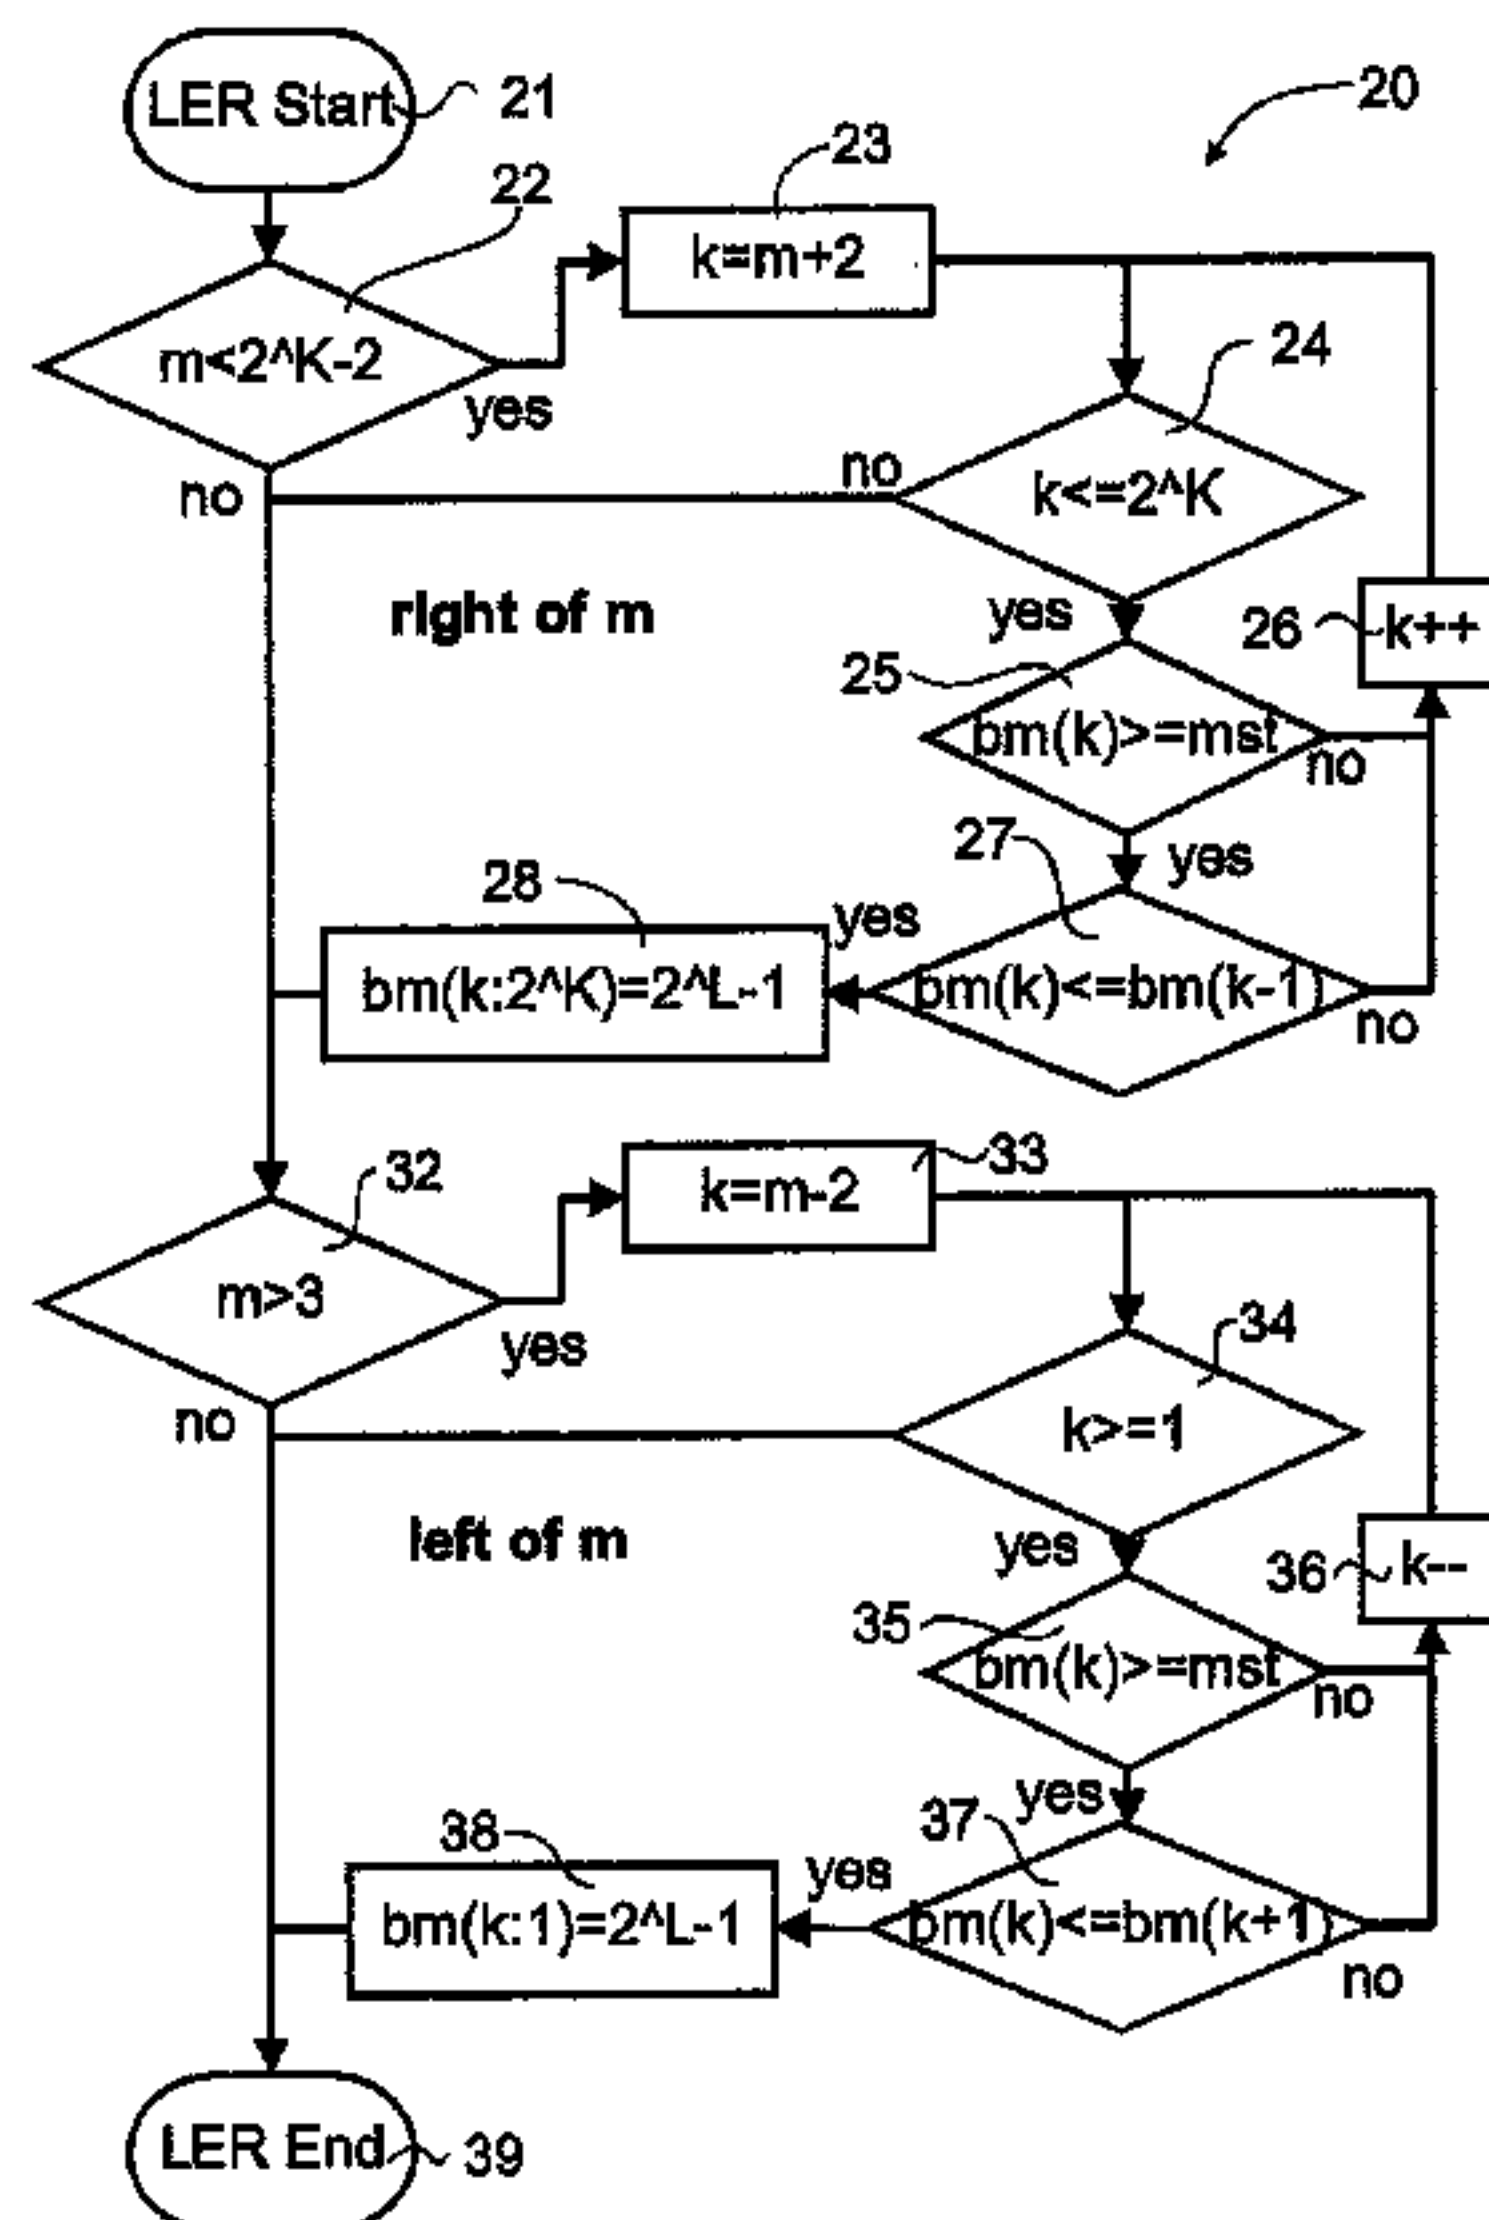 LER Start
21
20
22
23
k=m+2
m<2^K-2
yes
no
24
k<=2^K
no
yes
right of m
26
k++
25
bm(k)>=mst
no
yes
27
28
yes
bm(k:2^K)=2^L-1
bm(k)<=bm(k-1)
no
32
33
k=m-2
m>3
yes
no
34
k>=1
yes
left of m
36
k--
35
bm(k)>=mst
no
yes
37
38
yes
bm(k:1)=2^L-1
bm(k)<=bm(k+1)
no
LER End
39